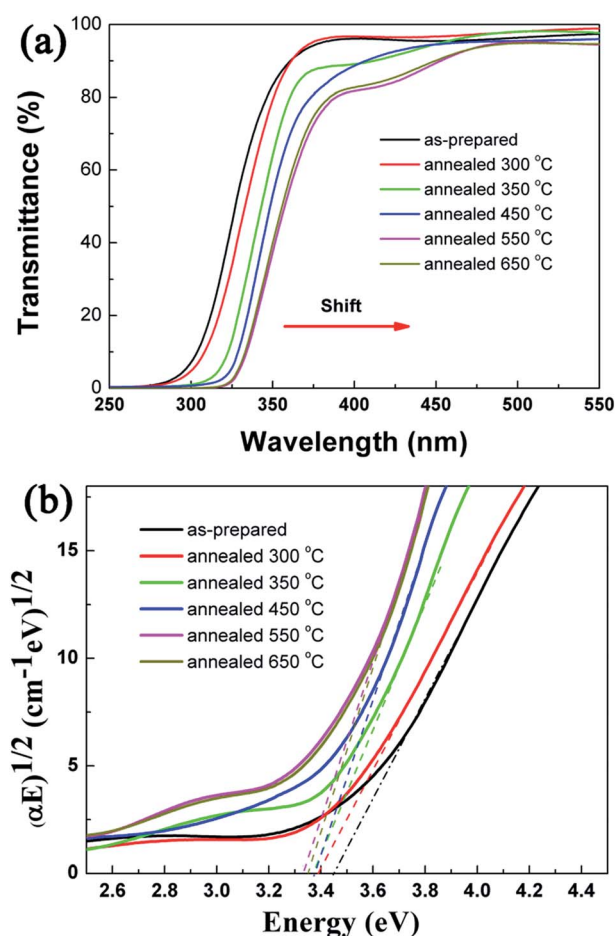 (a)
100
80
60
40
20
0
Transmittance (%)
as-prepared
annealed 300 °C
annealed 350 °C
annealed 450 °C
annealed 550 °C
annealed 650 °C
Shift
250 300 350 400 450 500 550
Wavelength (nm)
(b)
15
10
5
0
(αE)1/2 (cm-1eV)1/2
as-prepared
annealed 300 °C
annealed 350 °C
annealed 450 °C
annealed 550 °C
annealed 650 °C
2.6 2.8 3.0 3.2 3.4 3.6 3.8 4.0 4.2 4.4
Energy (eV)